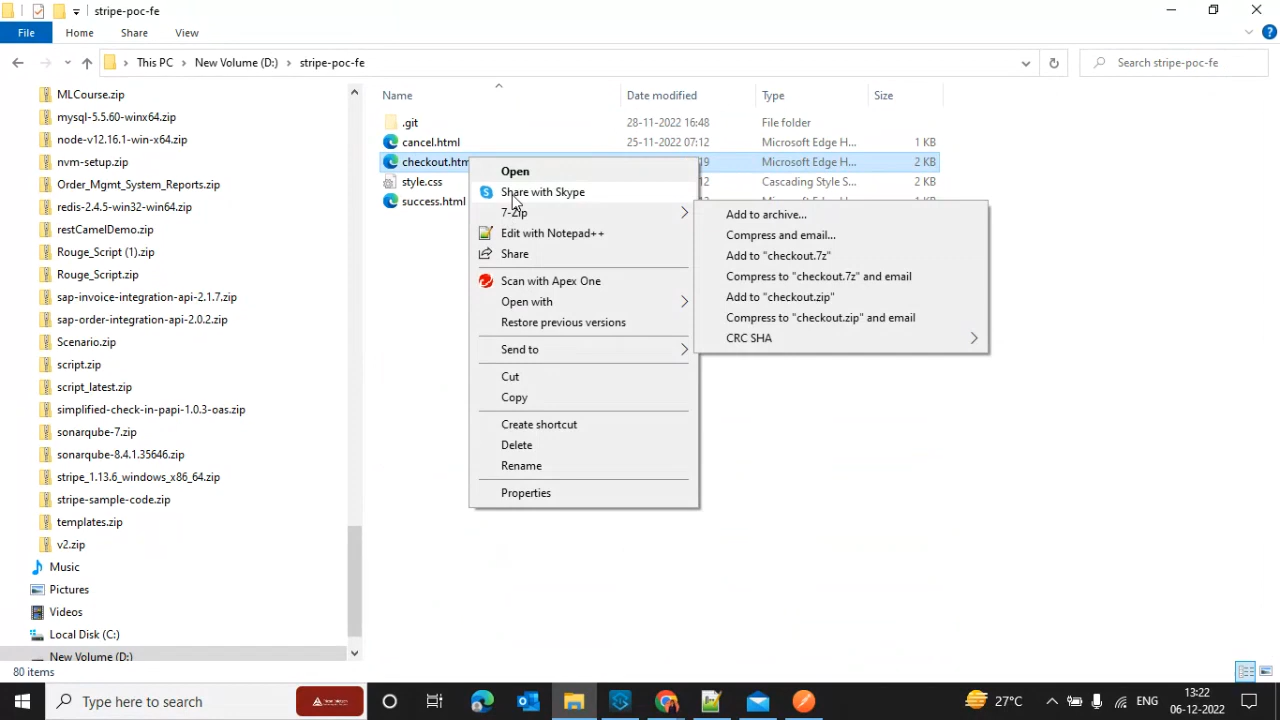 stripe-poc-fe
File
Home
Share
View
This PC
New Volume (D:)
stripe-poc-fe
Search stripe-poc-fe
MLCourse.zip
mysql-5.5.60-winx64.zip
node-v12.16.1-win-x64.zip
nvm-setup.zip
Order_Mgmt_System_Reports.zip
redis-2.4.5-win32-win64.zip
restCamelDemo.zip
Rouge_Script (1).zip
Rouge_Script.zip
sap-invoice-integration-api-2.1.7.zip
sap-order-integration-api-2.0.2.zip
Scenario.zip
script.zip
script_latest.zip
simplified-check-in-papi-1.0.3-oas.zip
sonarqube-7.zip
sonarqube-8.4.1.35646.zip
stripe_1.13.6_windows_x86_64.zip
stripe-sample-code.zip
templates.zip
v2.zip
Music
Pictures
Videos
Local Disk (C:)
New Volume (D:)
Name Date modified Type Size
.git 28-11-2022 16:48 File folder
cancel.html 25-11-2022 07:12 Microsoft Edge H... 1 KB
checkout.htm 19 Microsoft Edge H... 2 KB
style.css 12 Cascading Style S... 2 KB
success.html 1 KB
Open
Share with Skype
7-Zip
Edit with Notepad++
Share
Scan with Apex One
Open with
Restore previous versions
Send to
Cut
Copy
Create shortcut
Delete
Rename
Properties
Add to archive...
Compress and email...
Add to "checkout.7z"
Compress to "checkout.7z" and email
Add to "checkout.zip"
Compress to "checkout.zip" and email
CRC SHA
80 items
Type here to search
27°C
ENG
13:22
06-12-2022